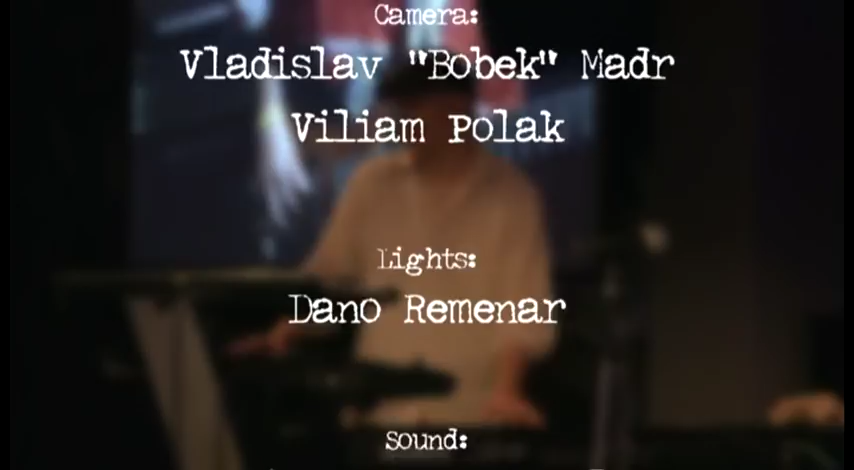 Camera:
Vladislav "Bobek" Madr
Viliam Polak
Lights:
Dano Remenar
Sound: